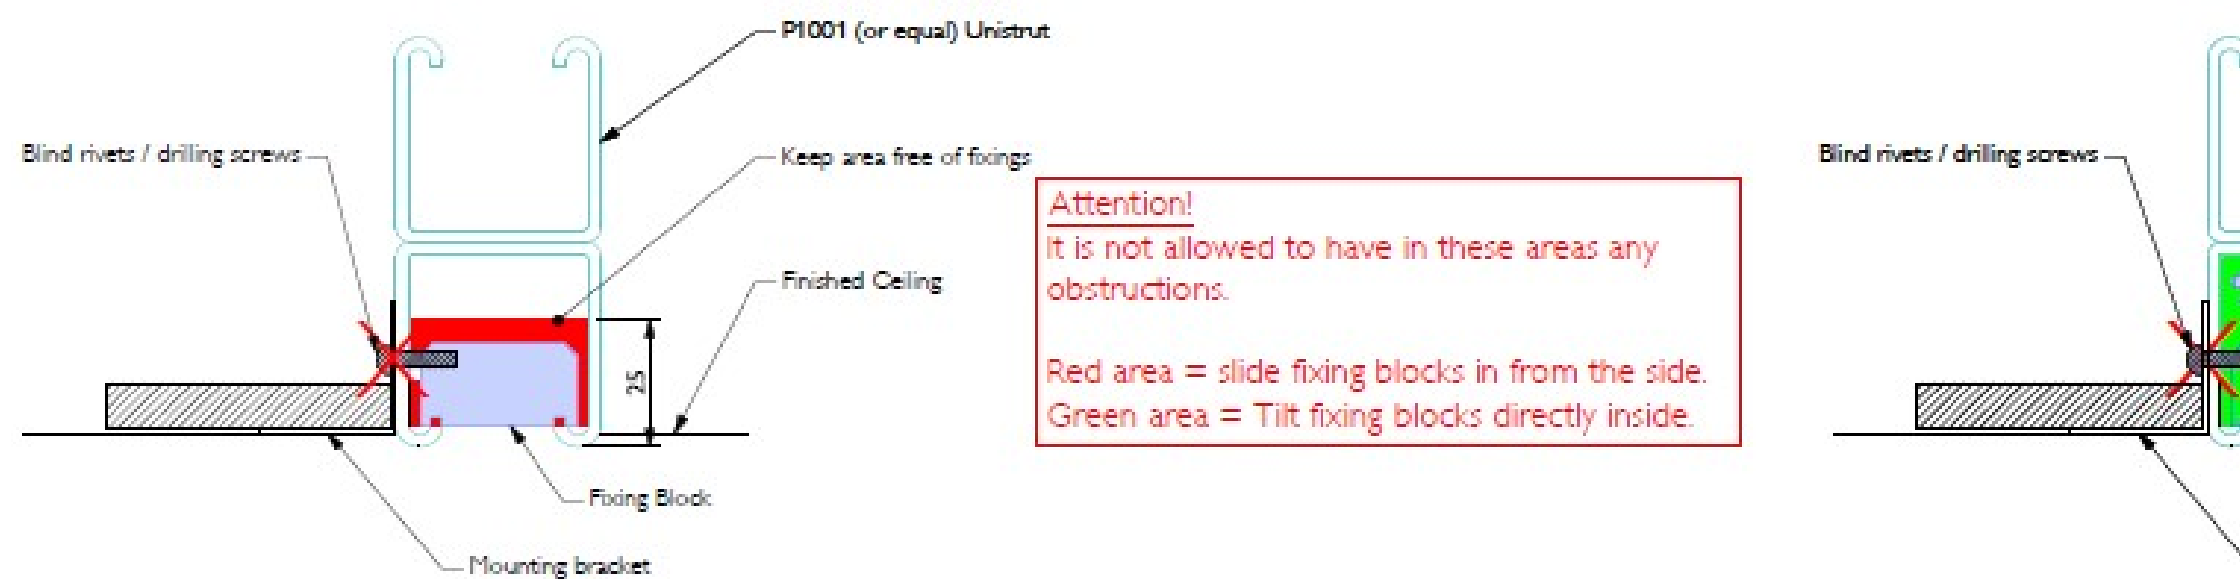 P1001 (or equal) Unistrut
Blind rivets / drilling screws
Keep area free of fixings
Finished Ceiling
25
Fixing Block
Mounting bracket
Attention!
It is not allowed to have in these areas any
obstructions.
Red area = slide fixing blocks in from the side.
Green area = Tilt fixing blocks directly inside.
Blind rivets / drilling screws